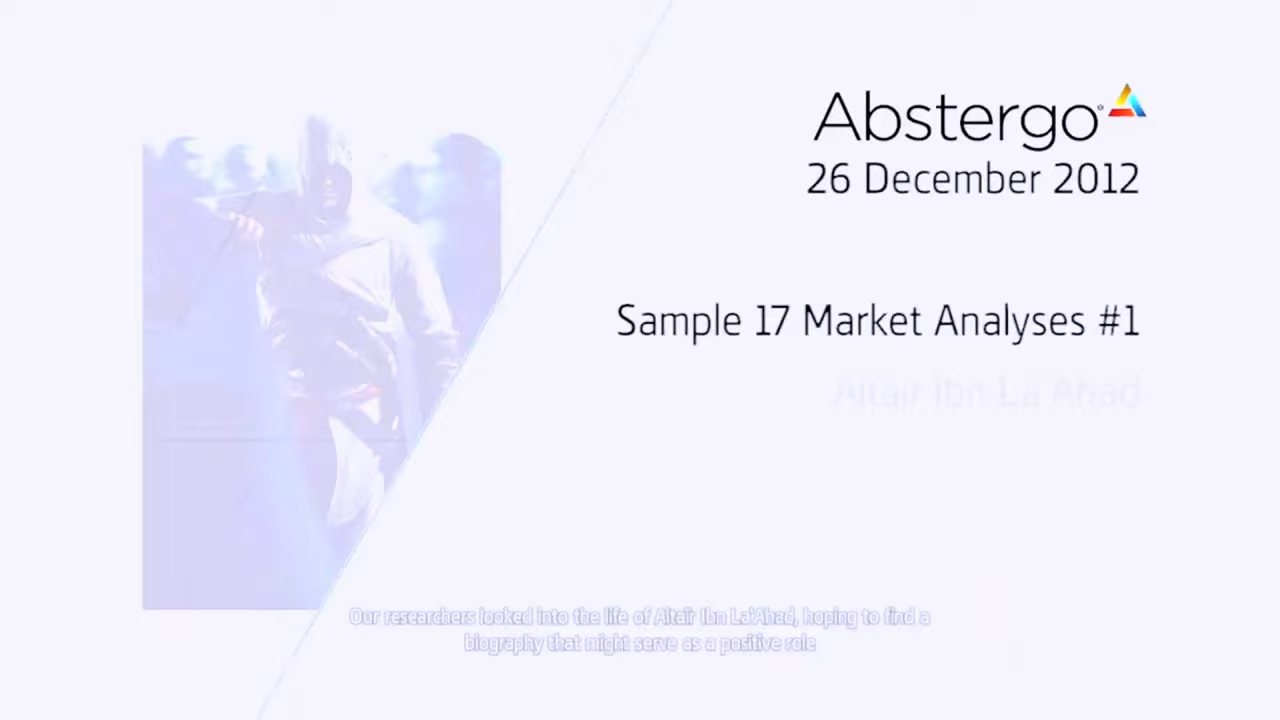 Abstergo
26 December 2012
Sample 17 Market Analyses #1
Altaïr Ibn La'Ahad
Our researchers looked into the life of Altaïr Ibn La'Ahad, hoping to find a
biography that might serve as a positive role